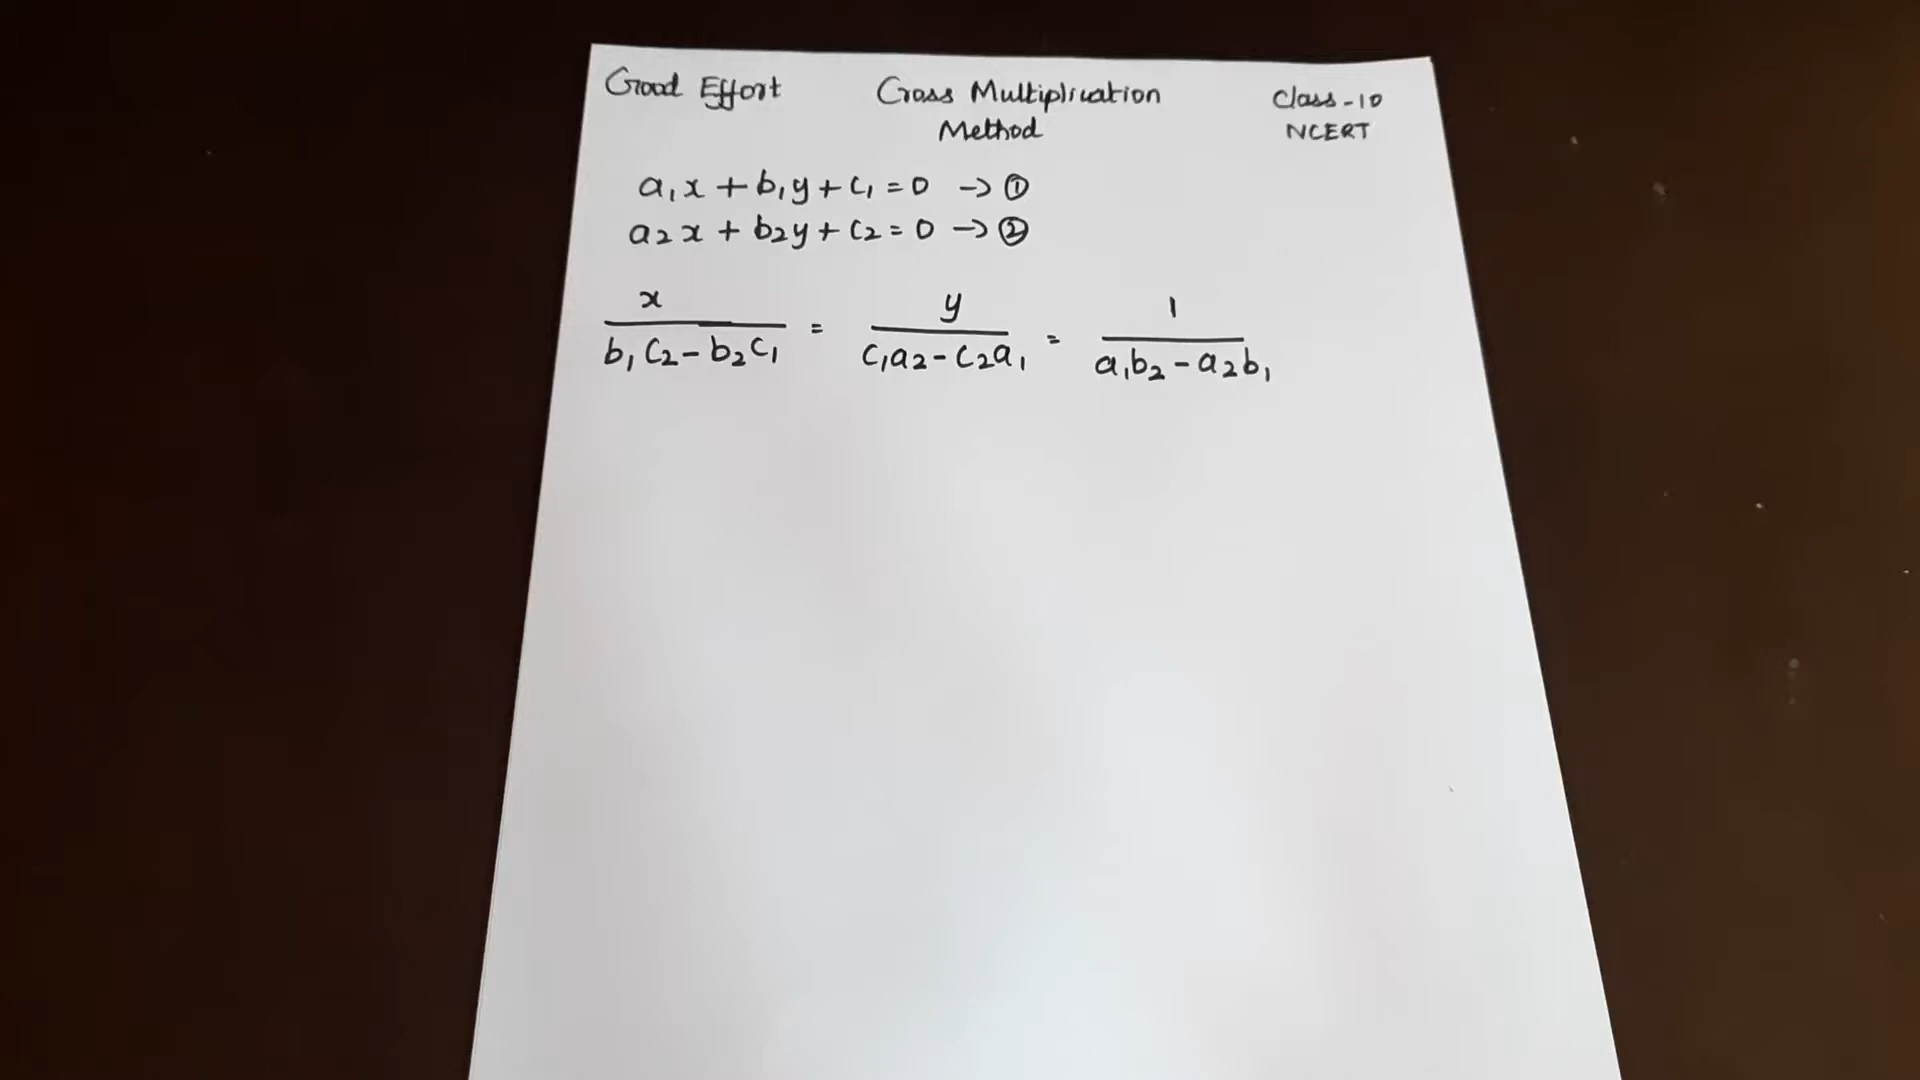 Good Effort Cross Multiplication Class-10
Method NCERT
a₁x + b₁y + c₁ = 0 → ①
a₂x + b₂y + c₂ = 0 → ②
x / (b₁c₂ - b₂c₁) = y / (c₁a₂ - c₂a₁) = 1 / (a₁b₂ - a₂b₁)